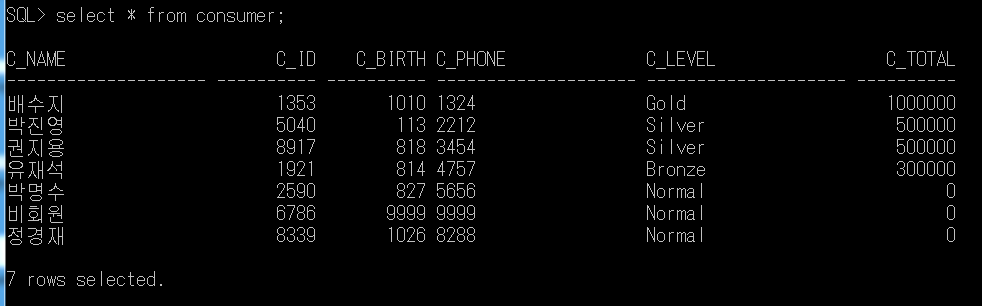 SQL> select * from consumer;
C_NAME C_ID C_BIRTH C_PHONE C_LEVEL C_TOTAL
-------------------- ---------- ---------- -------------------- -------------------- ----------
배수지 1353 1010 1324 Gold 1000000
박진영 5040 113 2212 Silver 500000
권지용 8917 818 3454 Silver 500000
유재석 1921 814 4757 Bronze 300000
박명수 2590 827 5656 Normal 0
비회원 6786 9999 9999 Normal 0
정경재 8339 1026 8288 Normal 0
7 rows selected.